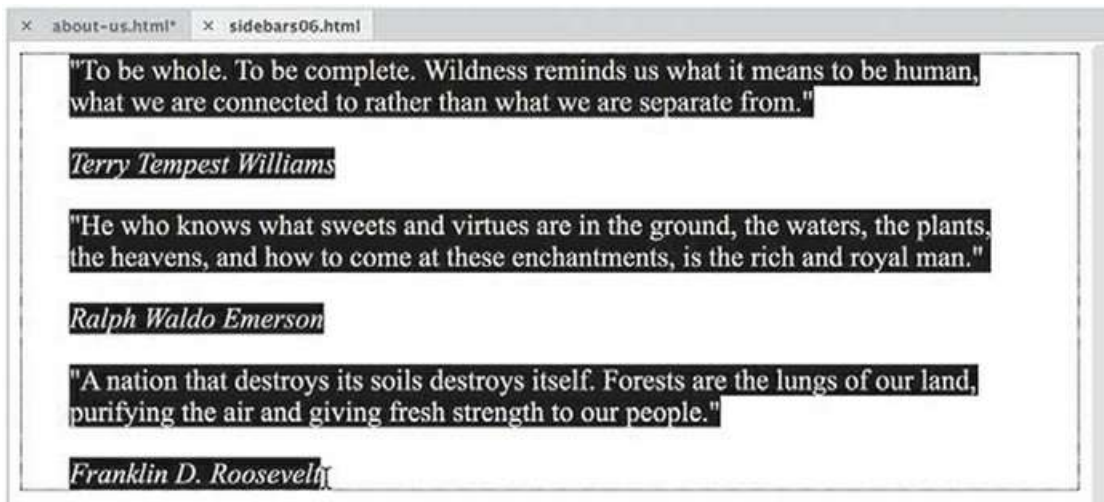 × about-us.html* × sidebars06.html
"To be whole. To be complete. Wildness reminds us what it means to be human,
what we are connected to rather than what we are separate from."
Terry Tempest Williams
"He who knows what sweets and virtues are in the ground, the waters, the plants,
the heavens, and how to come at these enchantments, is the rich and royal man."
Ralph Waldo Emerson
"A nation that destroys its soils destroys itself. Forests are the lungs of our land,
purifying the air and giving fresh strength to our people."
Franklin D. Roosevelt